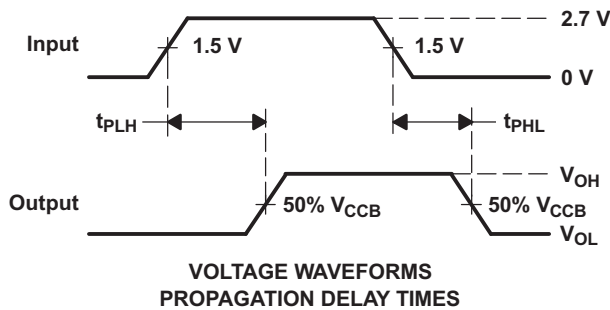 2.7 V
Input
1.5 V
1.5 V
0 V
tPLH
tPHL
VOH
Output
50% VCCB
50% VCCB
VOL
VOLTAGE WAVEFORMS
PROPAGATION DELAY TIMES